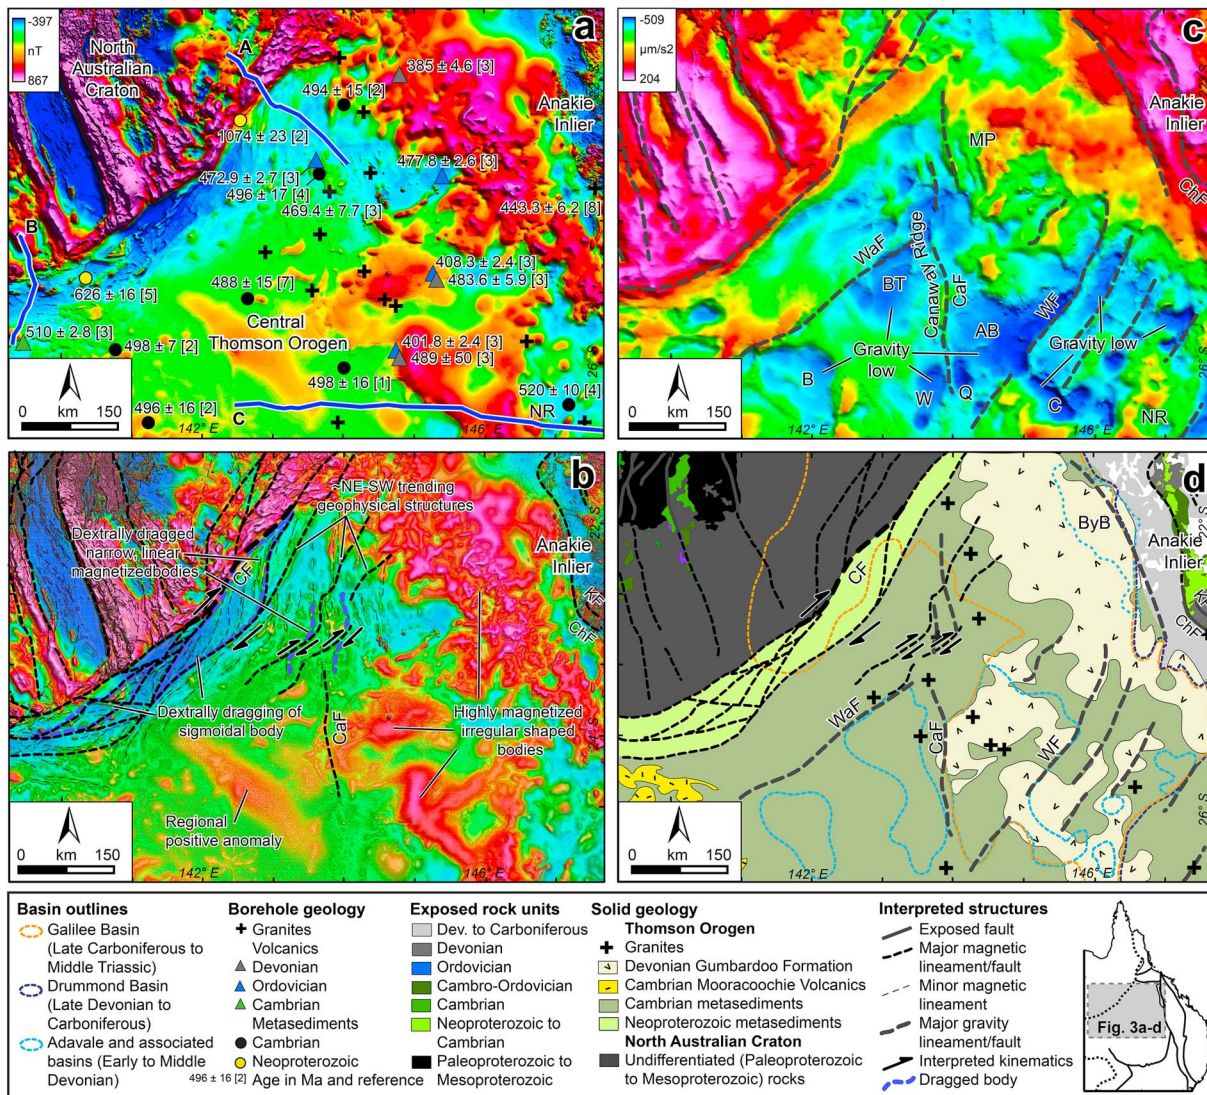 a
-397
nT
867
North
Australian
Craton
A
385 ± 4.6 [3]
494 ± 15 [2]
Anakie
Inlier
22° S
1074 ± 23 [2]
477.8 ± 2.6 [3]
472.9 ± 2.7 [3]
496 ± 17 [4]
469.4 ± 7.7 [3]
443.3 ± 6.2 [8]
B
408.3 ± 2.4 [3]
483.6 ± 5.9 [3]
488 ± 15 [7]
626 ± 16 [5]
Central
Thomson Orogen
510 ± 2.8 [3]
498 ± 7 [2]
401.8 ± 2.4 [3]
489 ± 50 [3]
26° S
498 ± 16 [1]
520 ± 10 [4]
NR
496 ± 16 [2]
C
0 km 150
142° E
146° E
c
-509
µm/s2
204
Anakie
Inlier
MP
ChF
WaF
Canaway Ridge
CaF
BT
AB
WF
Gravity
low
Gravity low
B
W
Q
C
NR
26° S
0 km 150
142° E
146° E
b
~NE-SW trending
geophysical structures
Dextrally dragged
narrow, linear
magnetizedbodies
CF
22° S
Anakie
Inlier
KF
ChF
Dextrally dragging of
sigmoidal body
CaF
Highly magnetized
irregular shaped
bodies
Regional
positive anomaly
26° S
0 km 150
142° E
146° E
d
ByB
22° S
Anakie
Inlier
CF
KF
ChF
WaF
CaF
WF
26° S
0 km 150
142° E
146° E
Basin outlines
Galilee Basin
(Late Carboniferous to
Middle Triassic)
Drummond Basin
(Late Devonian to
Carboniferous)
Adavale and associated
basins (Early to Middle
Devonian)
Borehole geology
Granites
Volcanics
Devonian
Ordovician
Cambrian
Metasediments
Cambrian
Neoproterozoic
496 ± 16 [2] Age in Ma and reference
Exposed rock units
Dev. to Carboniferous
Devonian
Ordovician
Cambro-Ordovician
Cambrian
Neoproterozoic to
Cambrian
Paleoproterozoic to
Mesoproterozoic
Solid geology
Thomson Orogen
Granites
Devonian Gumbardoo Formation
Cambrian Mooracoochie Volcanics
Cambrian metasediments
Neoproterozoic metasediments
North Australian Craton
Undifferentiated (Paleoproterozoic
to Mesoproterozoic) rocks
Interpreted structures
Exposed fault
Major magnetic
lineament/fault
Minor magnetic
lineament
Major gravity
lineament/fault
Interpreted kinematics
Dragged body
Fig. 3a-d